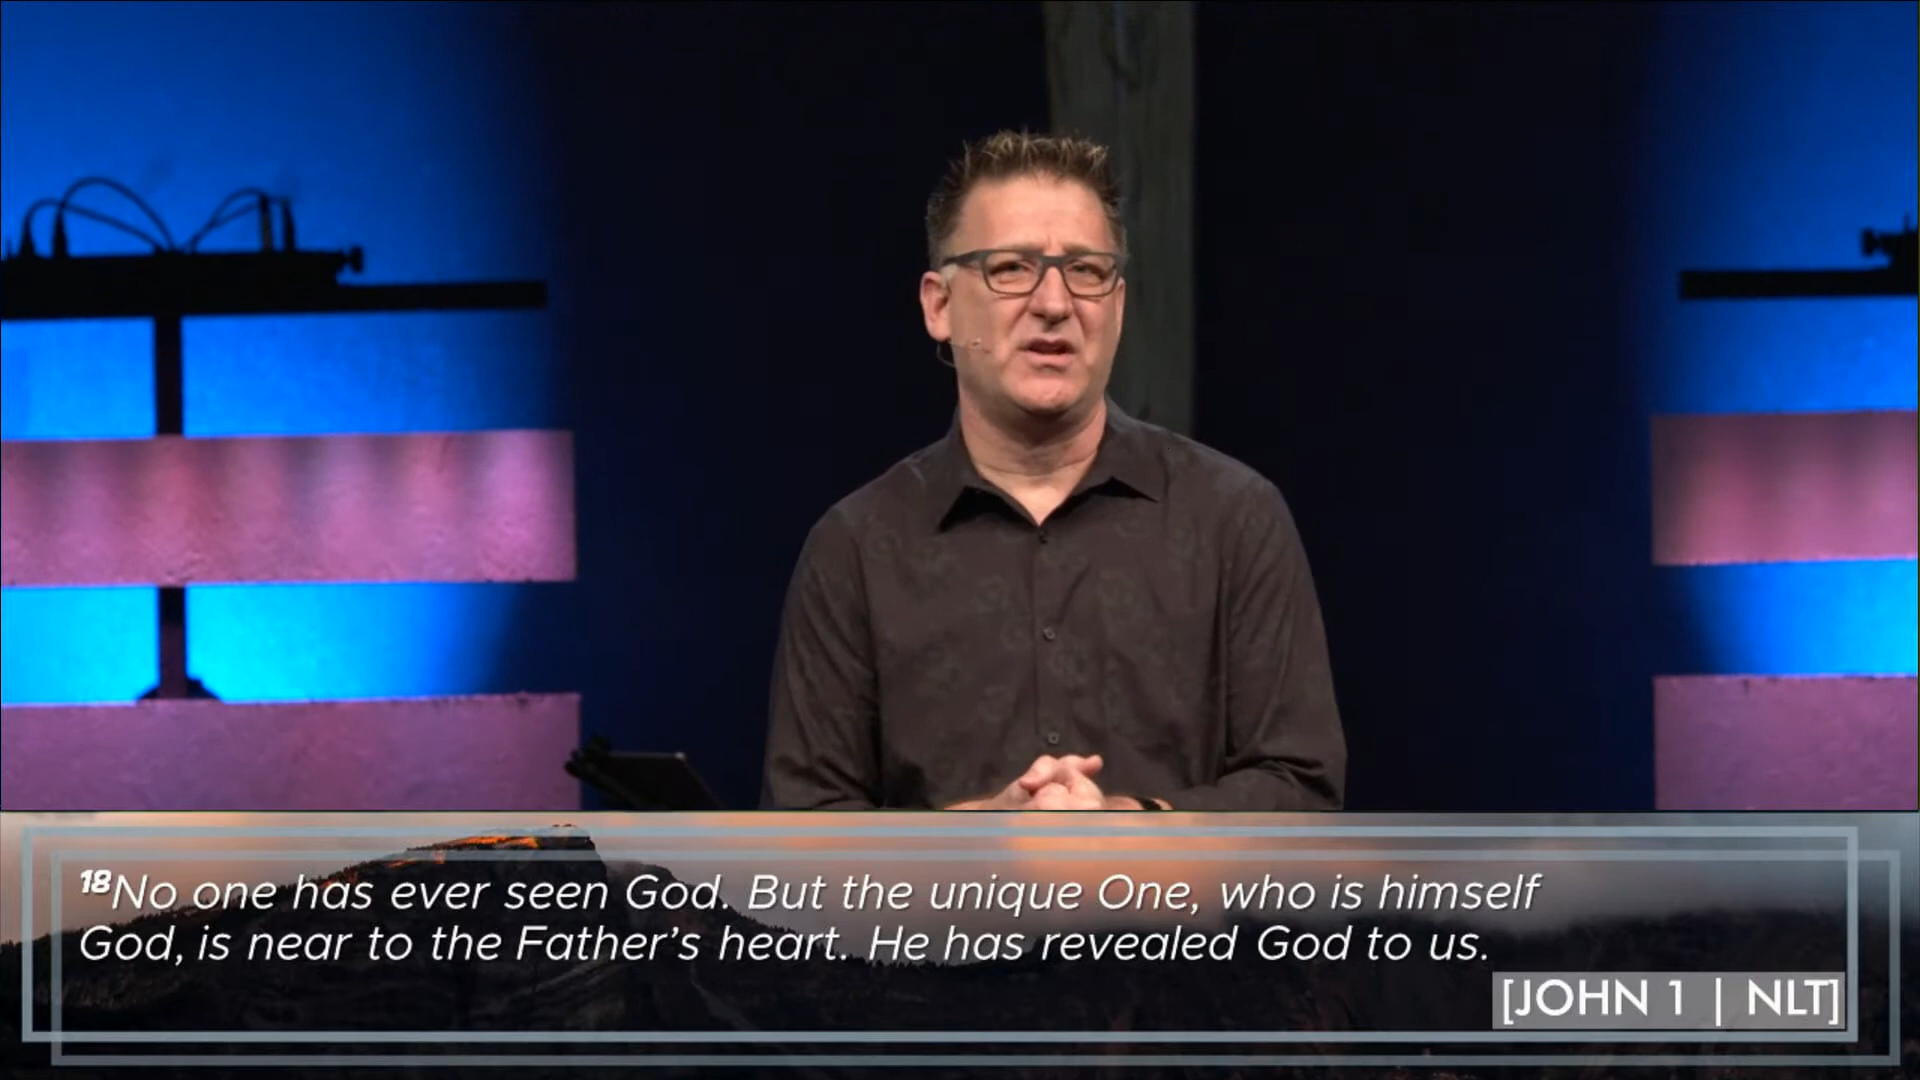 18No one has ever seen God. But the unique One, who is himself
God, is near to the Father's heart. He has revealed God to us.
[JOHN 1 | NLT]